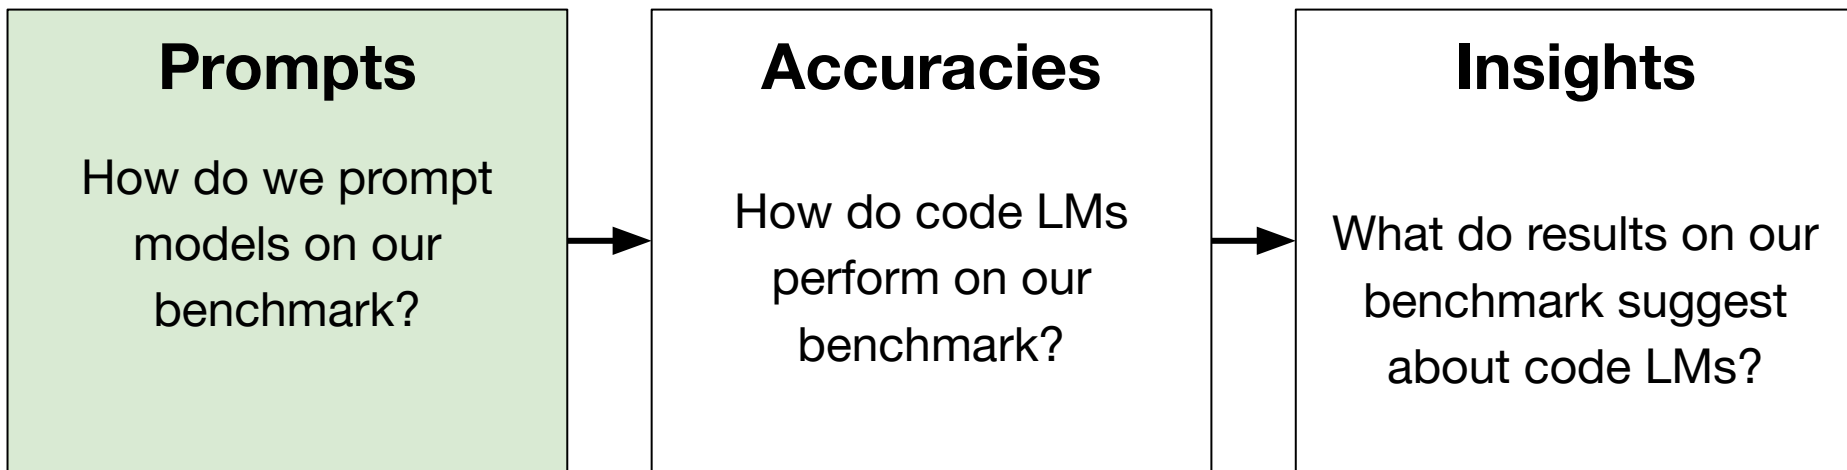 Prompts
How do we prompt
models on our
benchmark?
Accuracies
How do code LMs
perform on our
benchmark?
Insights
What do results on our
benchmark suggest
about code LMs?